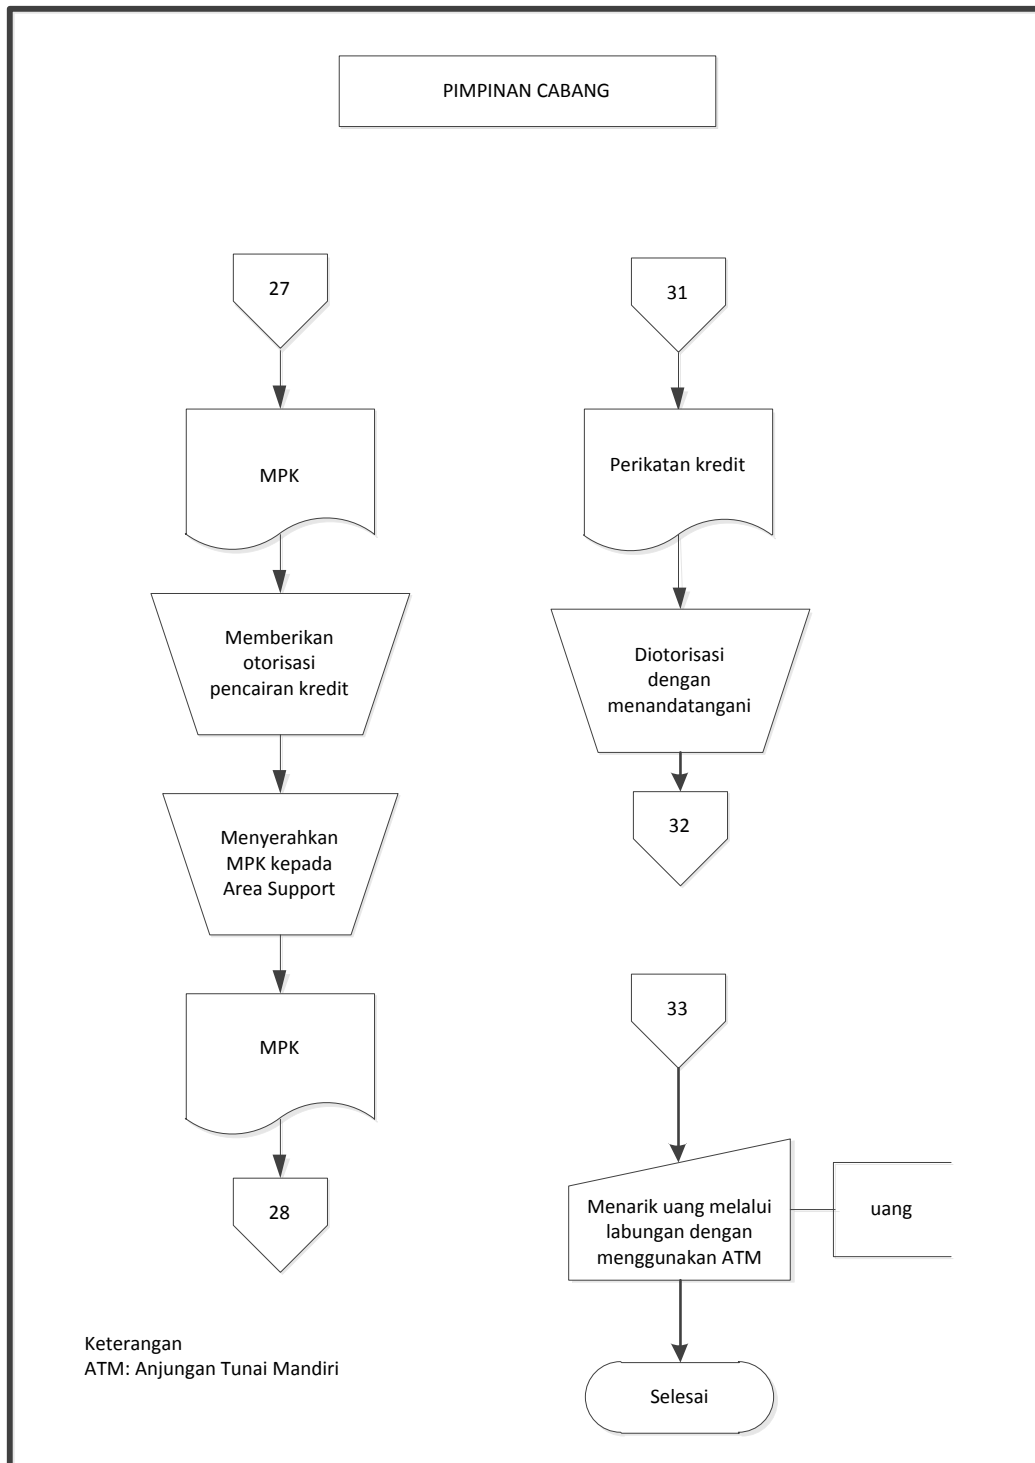 PIMPINAN CABANG
27
MPK
Memberikan
otorisasi
pencairan kredit
Menyerahkan
MPK kepada
Area Support
MPK
28
31
Perikatan kredit
Diotorisasi
dengan
menandatangani
32
33
Menarik uang melalui
labungan dengan
menggunakan ATM
uang
Selesai
Keterangan
ATM: Anjungan Tunai Mandiri